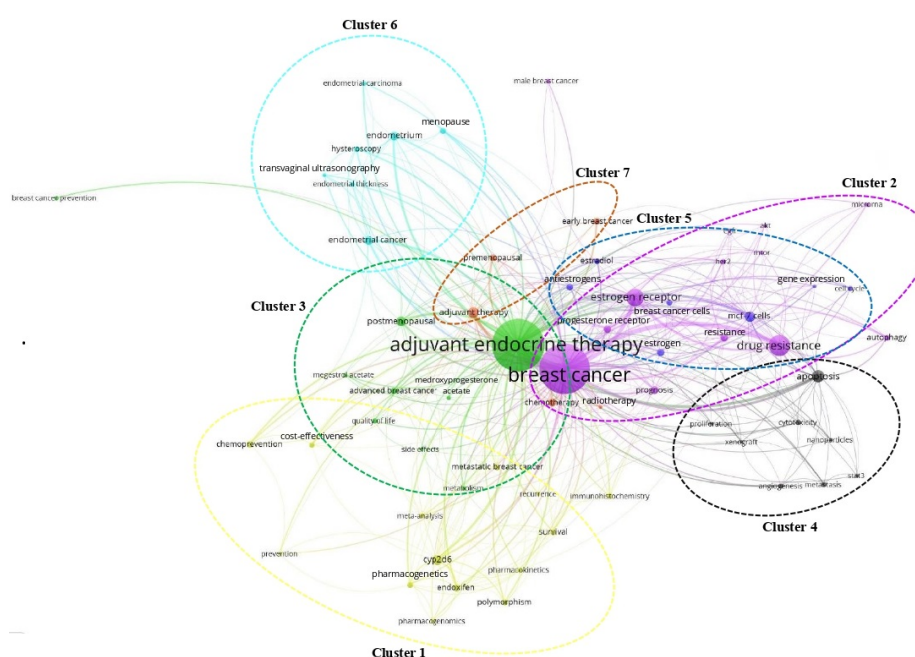 Cluster 6
endometrial carcinoma
male breast cancer
menopause
endometrium
hysteroscopy
Cluster 7
transvaginal ultrasonography
endometrial thickness
Cluster 2
breast cancer prevention
microrna
early breast cancer
Cluster 5
akt
endometrial cancer
premenopausal
estradiol
her2
mtor
antiestrogens
gene expression
cell cycle
Cluster 3
estrogen receptor
breast cancer cells
adjuvant therapy
postmenopausal
progesterone receptor
mcf-7 cells
resistance
autophagy
adjuvant endocrine therapy
estrogen
drug resistance
megestrol acetate
breast cancer
apoptosis
medroxyprogesterone
acetate
advanced breast cancer
prognosis
chemotherapy
radiotherapy
quality of life
proliferation
cytotoxicity
chemoprevention
cost-effectiveness
xenograft
nanoparticles
side effects
metastatic breast cancer
stat3
metabolism
recurrence
immunohistochemistry
angiogenesis
metastasis
meta-analysis
Cluster 4
survival
prevention
cyp2d6
pharmacogenetics
pharmacokinetics
endoxifen
polymorphism
pharmacogenomics
Cluster 1